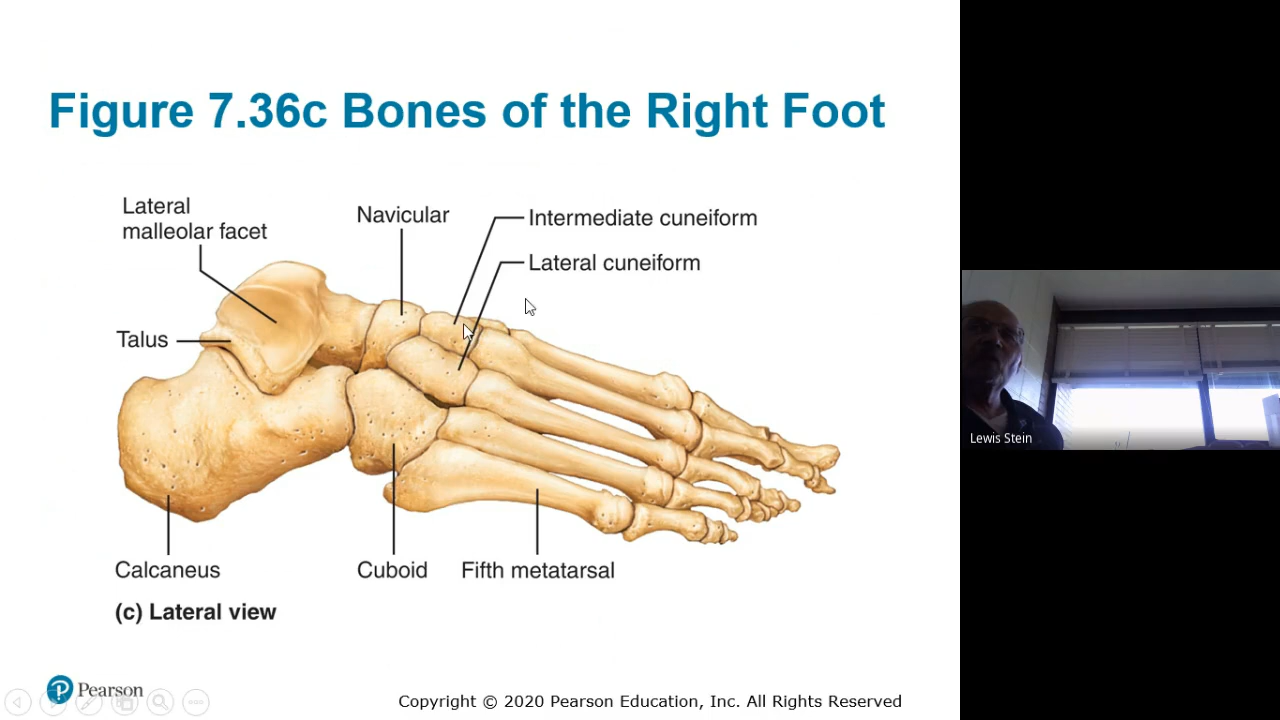 Figure 7.36c Bones of the Right Foot
Lateral
malleolar facet
Navicular
Intermediate cuneiform
Lateral cuneiform
Talus
Calcaneus
Cuboid
Fifth metatarsal
(c) Lateral view
Lewis Stein
Pearson
Copyright © 2020 Pearson Education, Inc. All Rights Reserved